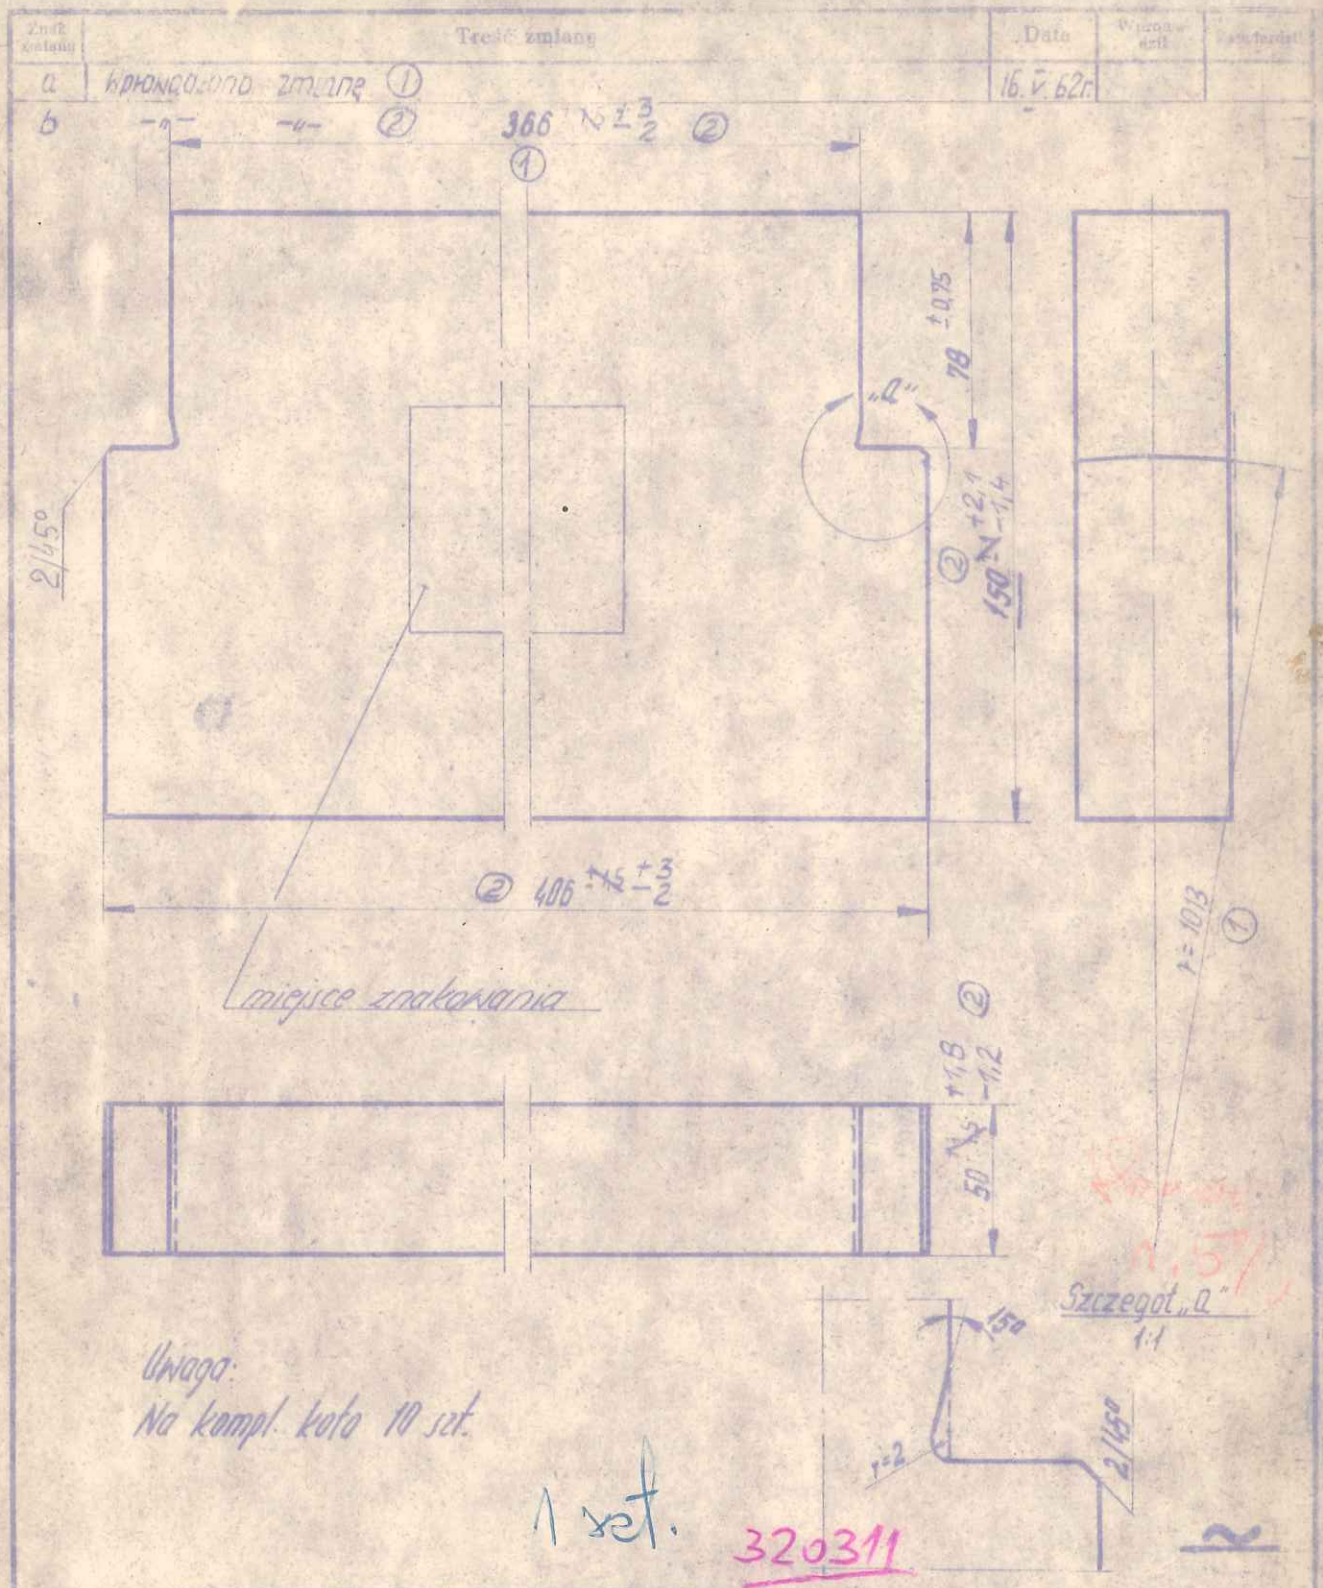 Znak zmiany
Treść zmiany
Data
a Wprowadzono zmianę ①
16. V. 62r.
b -"- -"- ②
366 +3 -2 ②
①
78 ±0,75
„a"
2/45°
② 150 +2,1 -1,4
② 406 +3 -2
r=1013 ①
miejsce znakowania
50 +1,8 -1,2 ②
Szczegół „a"
1:1
15°
r=2
2/45°
Uwaga:
Na kompl. koło 10 szt.
1 szt.
320311
~